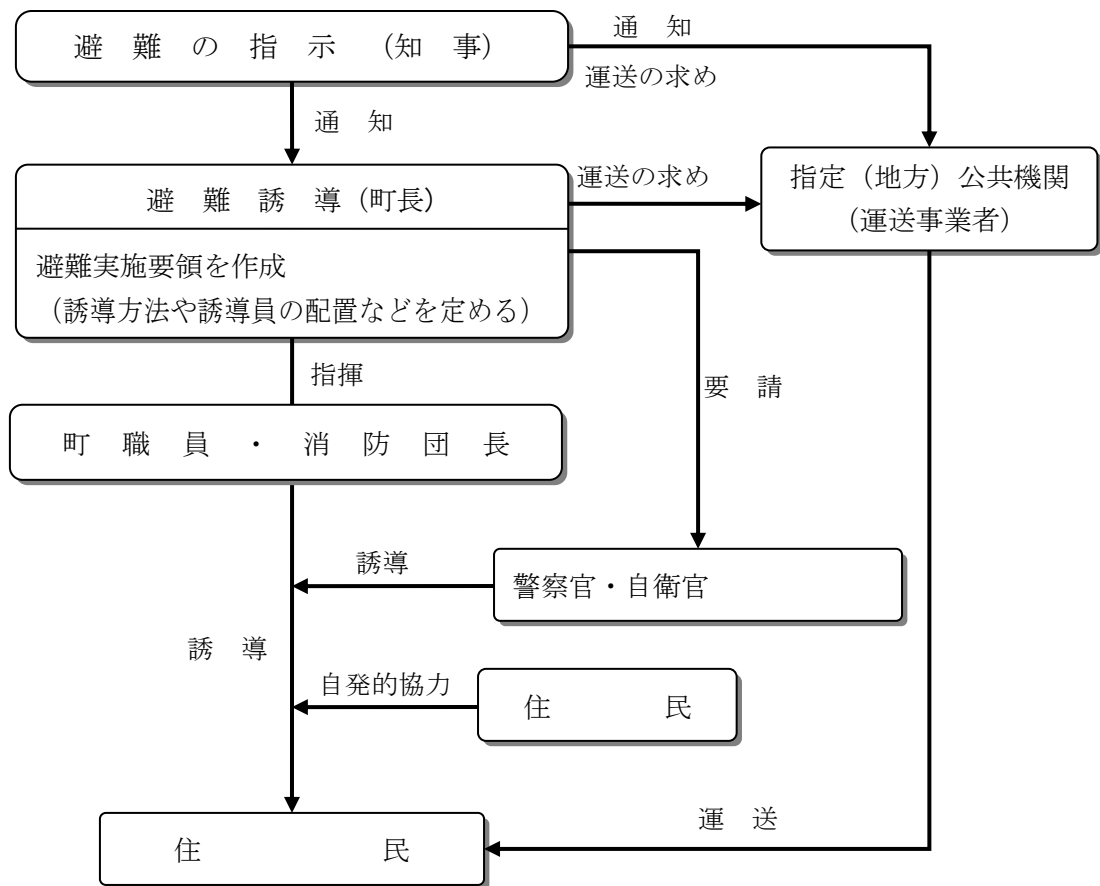 避 難 の 指 示 （知 事）
通 知
運送の求め
通 知
指定（地方）公共機関
（運送事業者）
避 難 誘 導（町長）
運送の求め
避難実施要領を作成
（誘導方法や誘導員の配置などを定める）
指揮
要 請
町 職 員 ・ 消 防 団 長
誘導
警察官・自衛官
誘 導
自発的協力
住 民
運 送
住 民